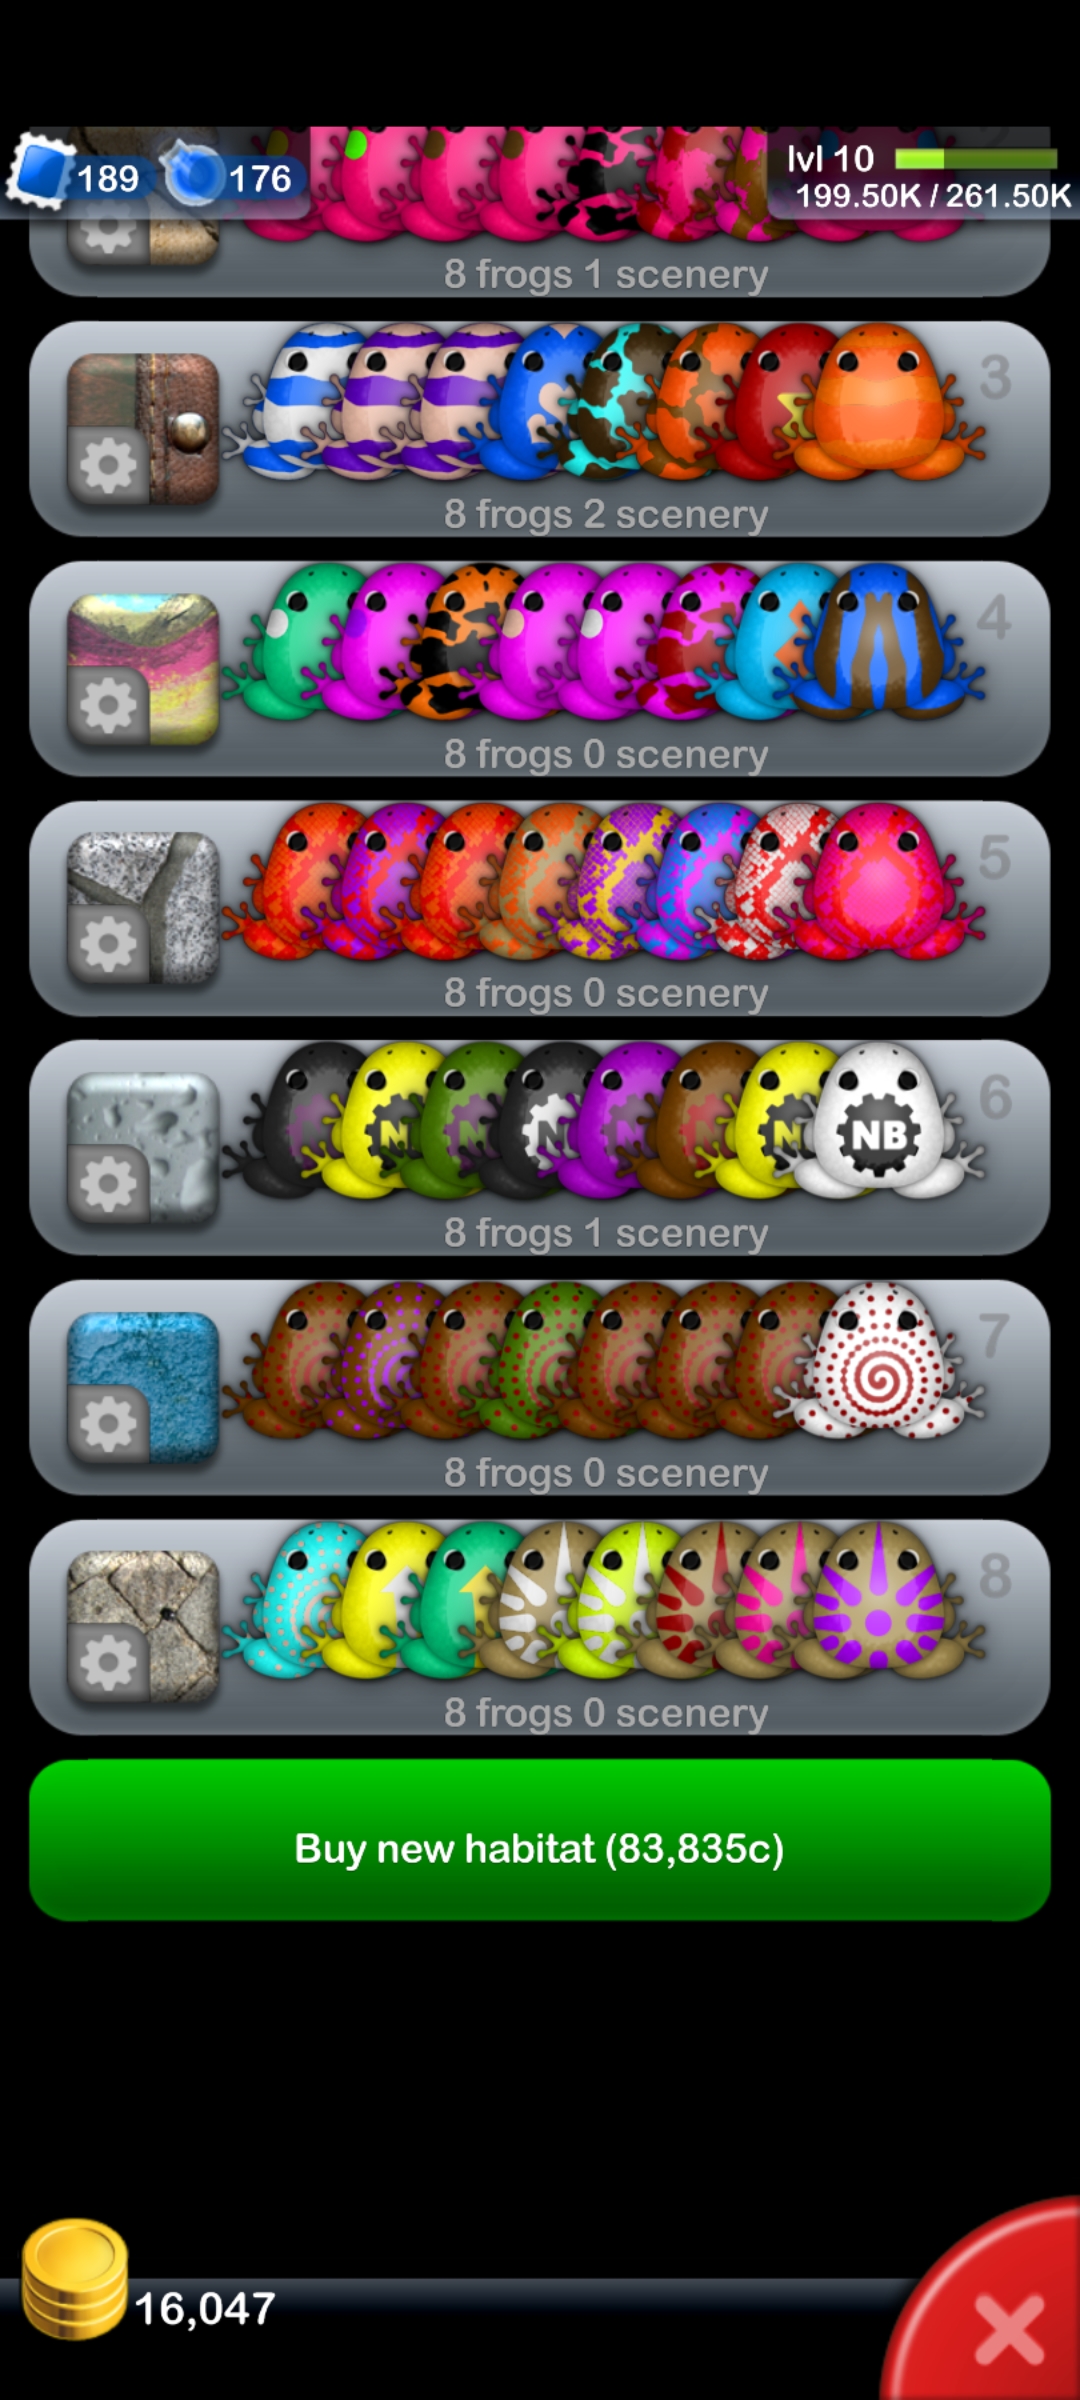 189
176
lvl 10
199.50K / 261.50K
8 frogs 1 scenery
3
8 frogs 2 scenery
4
8 frogs 0 scenery
5
8 frogs 0 scenery
6
N
N
N
N
N
NB
8 frogs 1 scenery
7
8 frogs 0 scenery
8
8 frogs 0 scenery
Buy new habitat (83,835c)
16,047